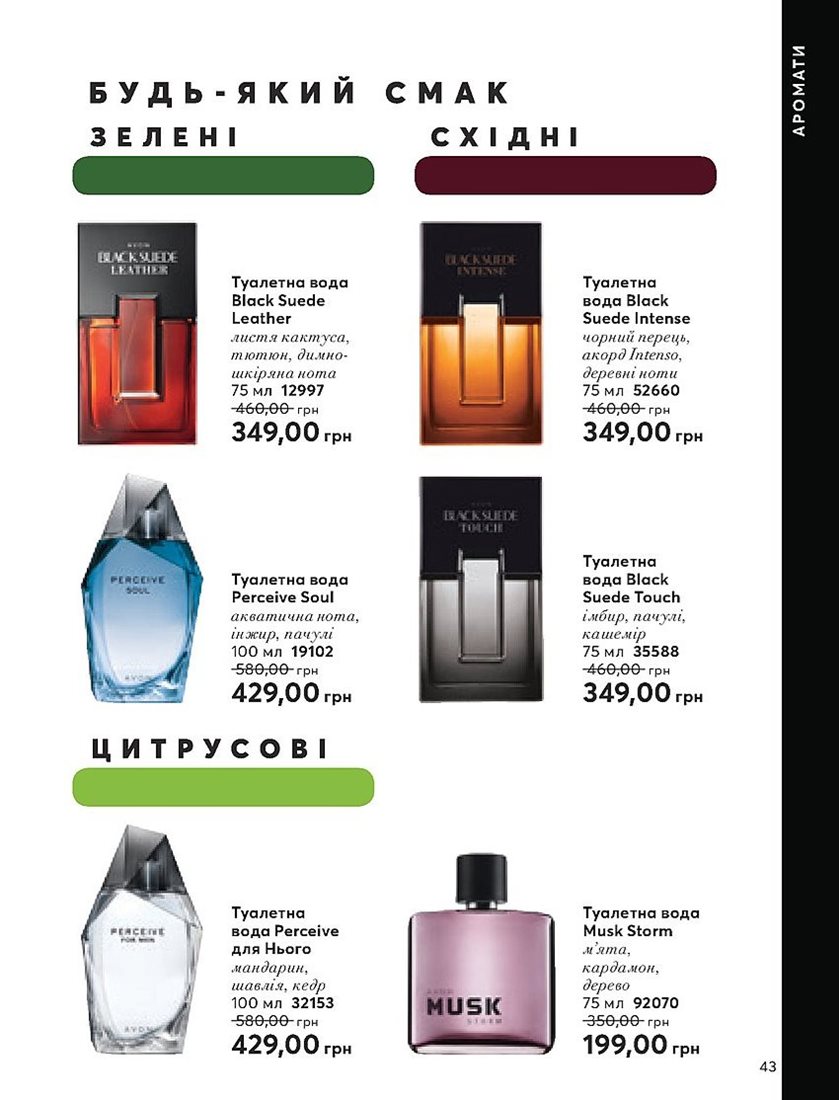 АРОМАТИ
БУДЬ-ЯКИЙ СМАК
ЗЕЛЕНІ
СХІДНІ
AVON
BLACK SUEDE
LEATHER
Туалетна вода
Black Suede
Leather
листя кактуса,
тютюн, димно-
шкіряна нота
75 мл 12997
460,00 грн
349,00 грн
AVON
BLACK SUEDE
INTENSE
Туалетна
вода Black
Suede Intense
чорний перець,
акорд Intenso,
деревні ноти
75 мл 52660
460,00 грн
349,00 грн
PERCEIVE
SOUL
AVON
Туалетна вода
Perceive Soul
акватична нота,
інжир, пачулі
100 мл 19102
580,00 грн
429,00 грн
AVON
BLACK SUEDE
TOUCH
Туалетна
вода Black
Suede Touch
імбир, пачулі,
кашемір
75 мл 35588
460,00 грн
349,00 грн
ЦИТРУСОВІ
PERCEIVE
FOR MEN
AVON
Туалетна
вода Perceive
для Нього
мандарин,
шавлія, кедр
100 мл 32153
580,00 грн
429,00 грн
AVON
MUSK
STORM
Туалетна вода
Musk Storm
м'ята,
кардамон,
дерево
75 мл 92070
350,00 грн
199,00 грн
43